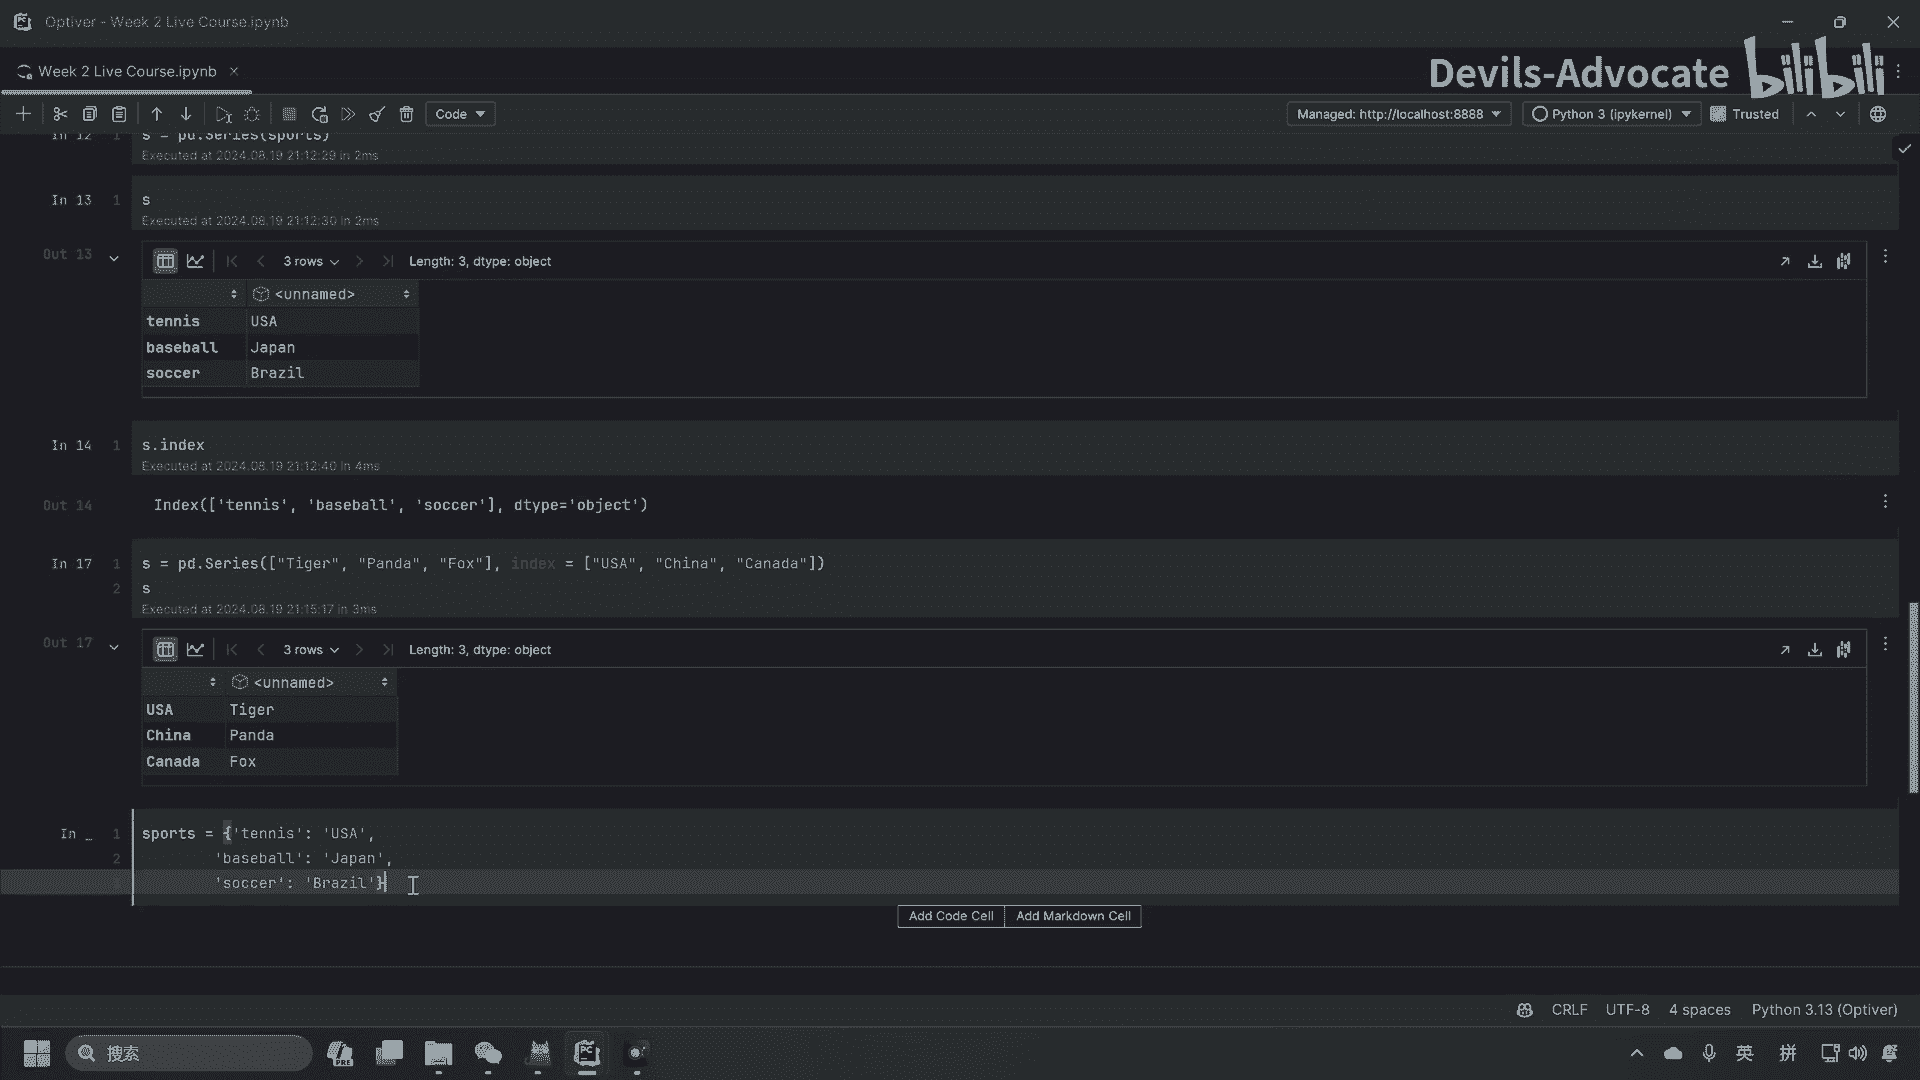 Optiver - Week 2 Live Course.ipynb
Week 2 Live Course.ipynb
Devils-Advocate bilibili
Code
Managed: http://localhost:8888
Python 3 (ipykernel)
Trusted
In 12 1 s = pd.Series(sports)
Executed at 2024.08.19 21:12:29 in 2ms
In 13 1 s
Executed at 2024.08.19 21:12:30 in 2ms
Out 13
3 rows Length: 3, dtype: object
<unnamed>
tennis USA
baseball Japan
soccer Brazil
In 14 1 s.index
Executed at 2024.08.19 21:12:40 in 4ms
Out 14 Index(['tennis', 'baseball', 'soccer'], dtype='object')
In 17 1 s = pd.Series(["Tiger", "Panda", "Fox"], index = ["USA", "China", "Canada"])
2 s
Executed at 2024.08.19 21:15:17 in 3ms
Out 17
3 rows Length: 3, dtype: object
<unnamed>
USA Tiger
China Panda
Canada Fox
In _ 1 sports = {'tennis': 'USA',
2 'baseball': 'Japan',
'soccer': 'Brazil'}
Add Code Cell Add Markdown Cell
CRLF UTF-8 4 spaces Python 3.13 (Optiver)
搜索
PRE
PC
英 拼